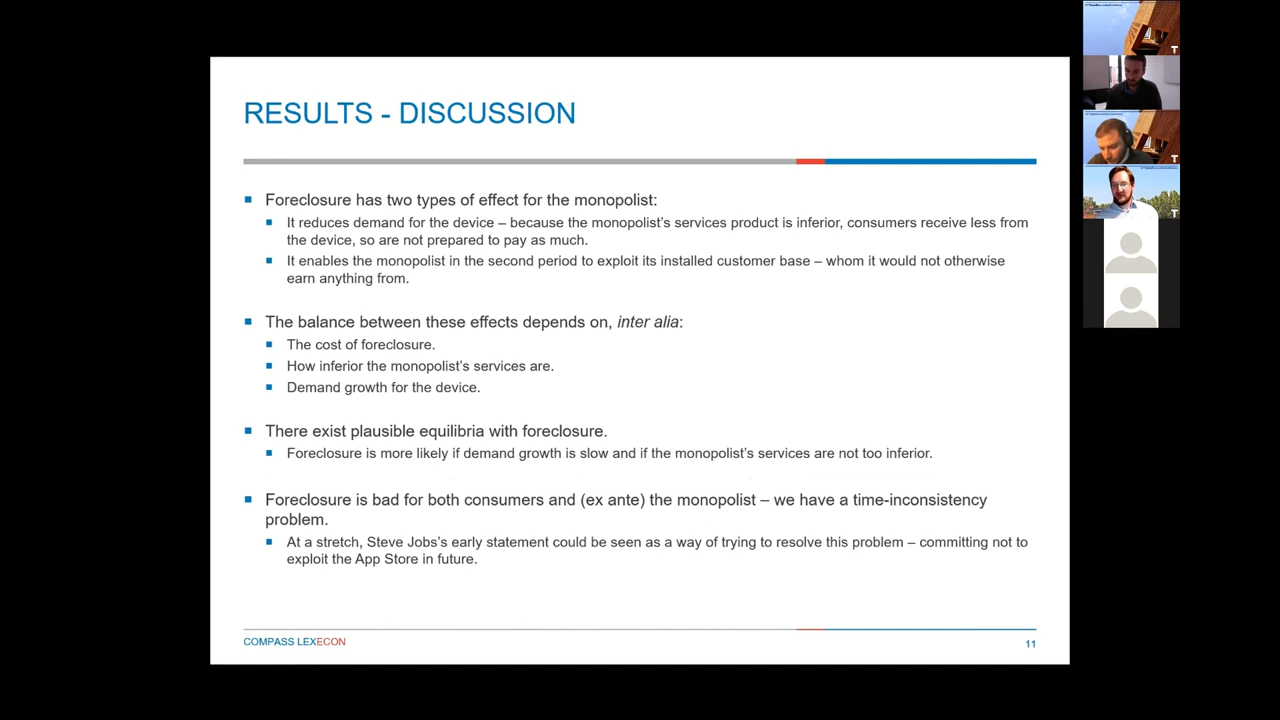 RESULTS - DISCUSSION
Foreclosure has two types of effect for the monopolist:
It reduces demand for the device – because the monopolist’s services product is inferior, consumers receive less from
the device, so are not prepared to pay as much.
It enables the monopolist in the second period to exploit its installed customer base – whom it would not otherwise
earn anything from.
The balance between these effects depends on, inter alia:
The cost of foreclosure.
How inferior the monopolist’s services are.
Demand growth for the device.
There exist plausible equilibria with foreclosure.
Foreclosure is more likely if demand growth is slow and if the monopolist’s services are not too inferior.
Foreclosure is bad for both consumers and (ex ante) the monopolist – we have a time-inconsistency
problem.
At a stretch, Steve Jobs’s early statement could be seen as a way of trying to resolve this problem – committing not to
exploit the App Store in future.
COMPASS LEXECON
11